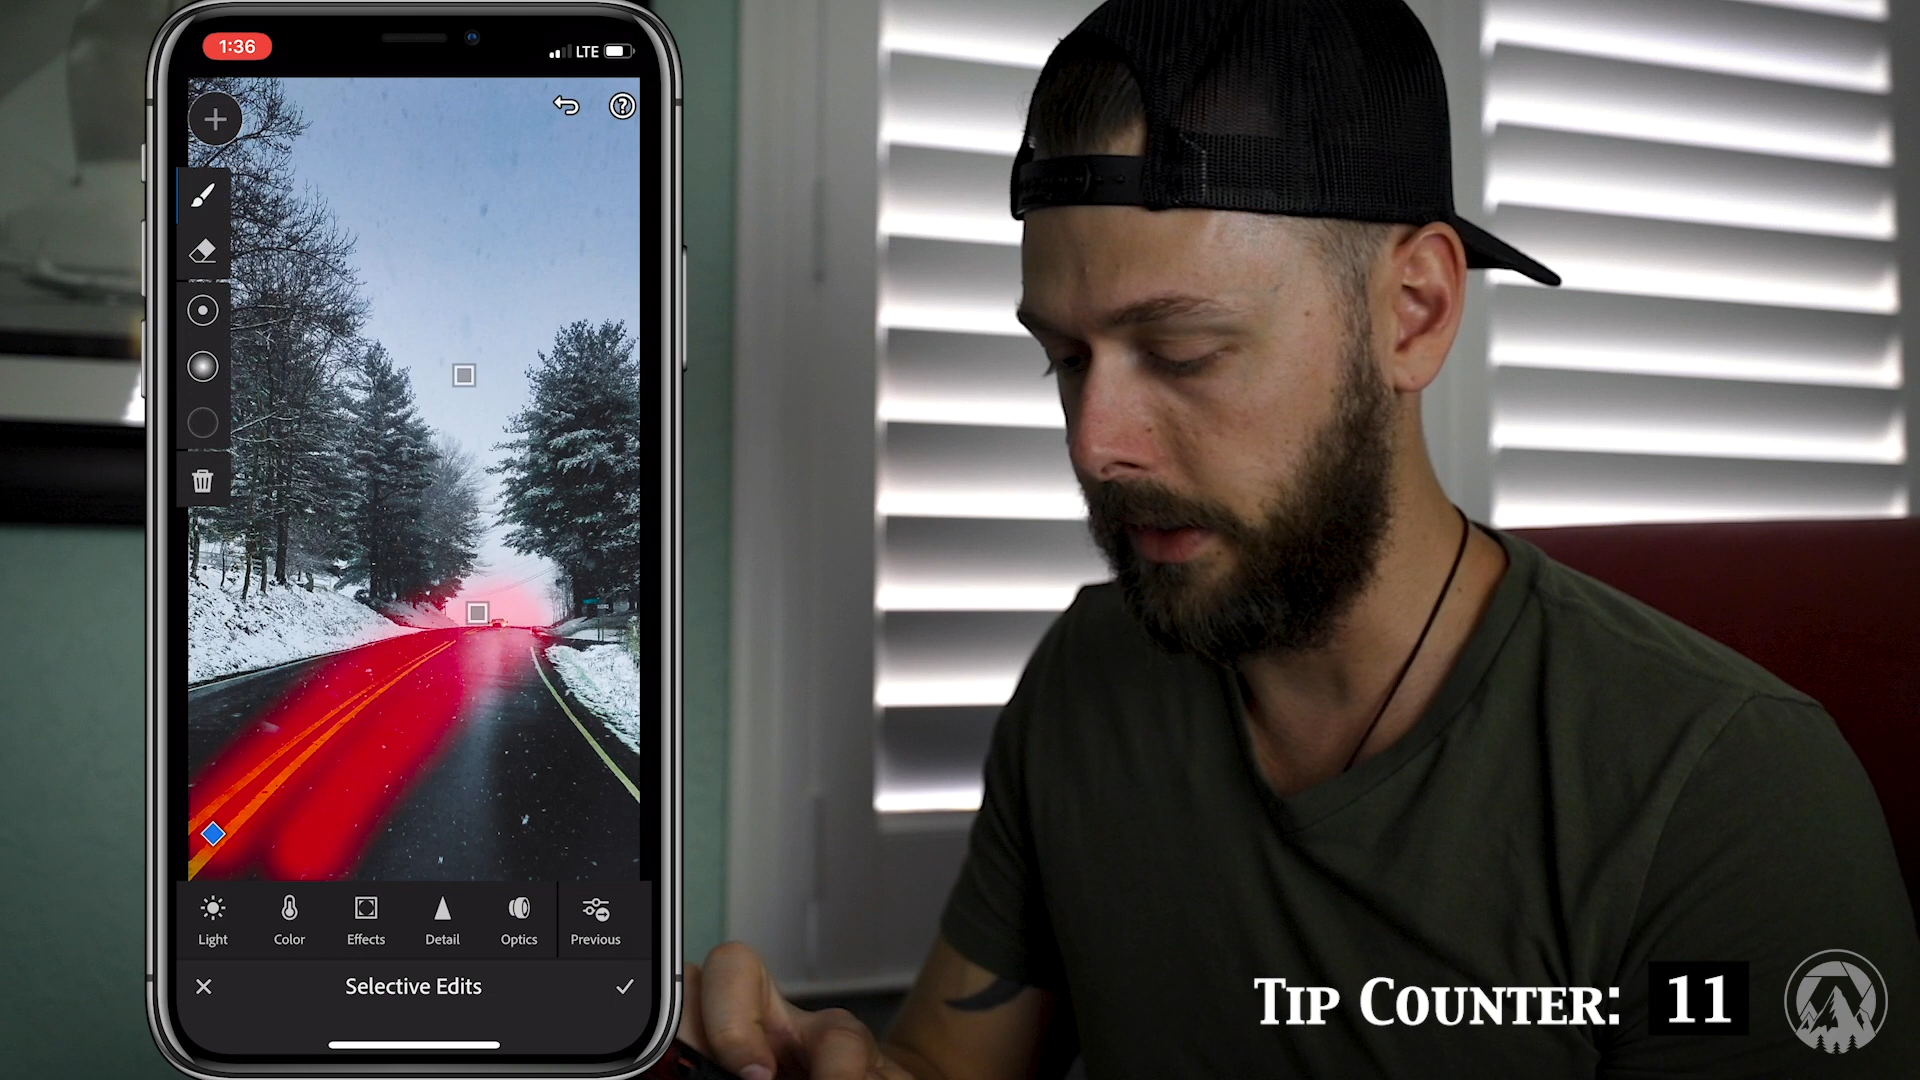 1:36
LTE
Light Color Effects Detail Optics Previous
Selective Edits
TIP COUNTER: 11